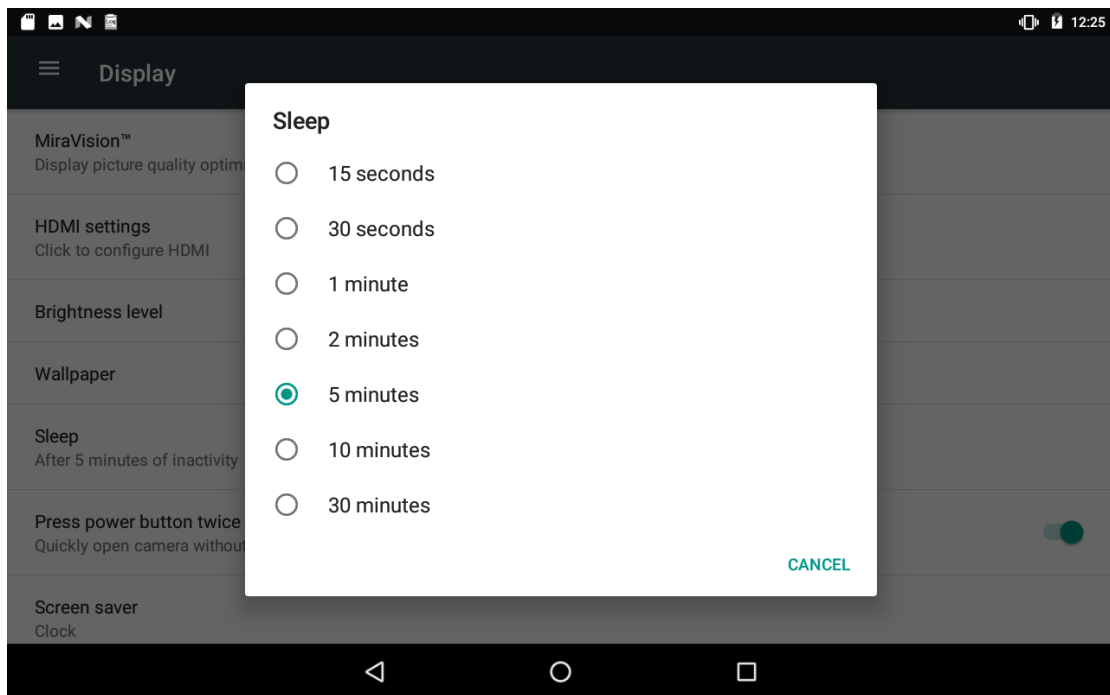 12:25
Display
MiraVision™
Display picture quality optimi
HDMI settings
Click to configure HDMI
Brightness level
Wallpaper
Sleep
After 5 minutes of inactivity
Press power button twice
Quickly open camera without
Screen saver
Clock
Sleep
15 seconds
30 seconds
1 minute
2 minutes
5 minutes
10 minutes
30 minutes
CANCEL